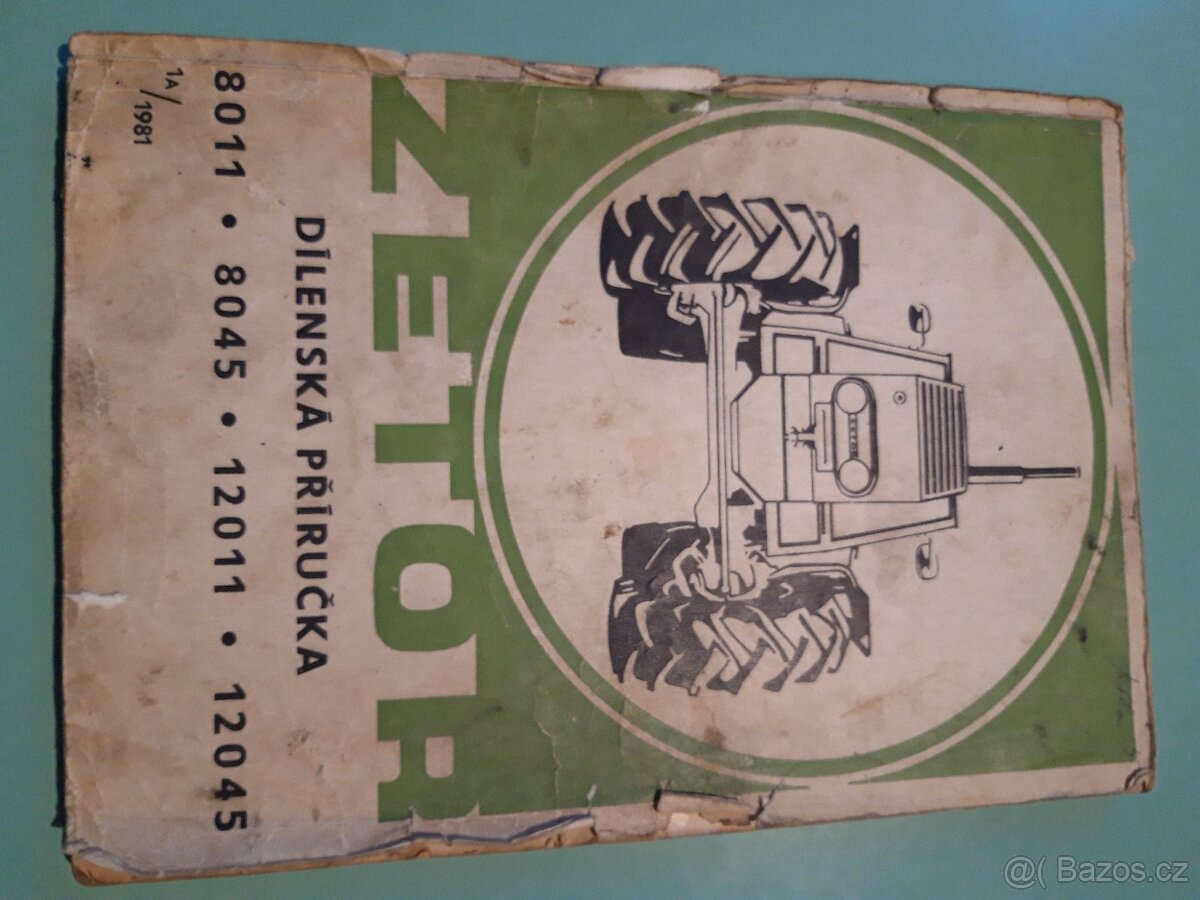 ZETOR
DÍLENSKÁ PŘÍRUČKA
8011 • 8045 • 12011 • 12045
1A/1981
@( Bazos.cz